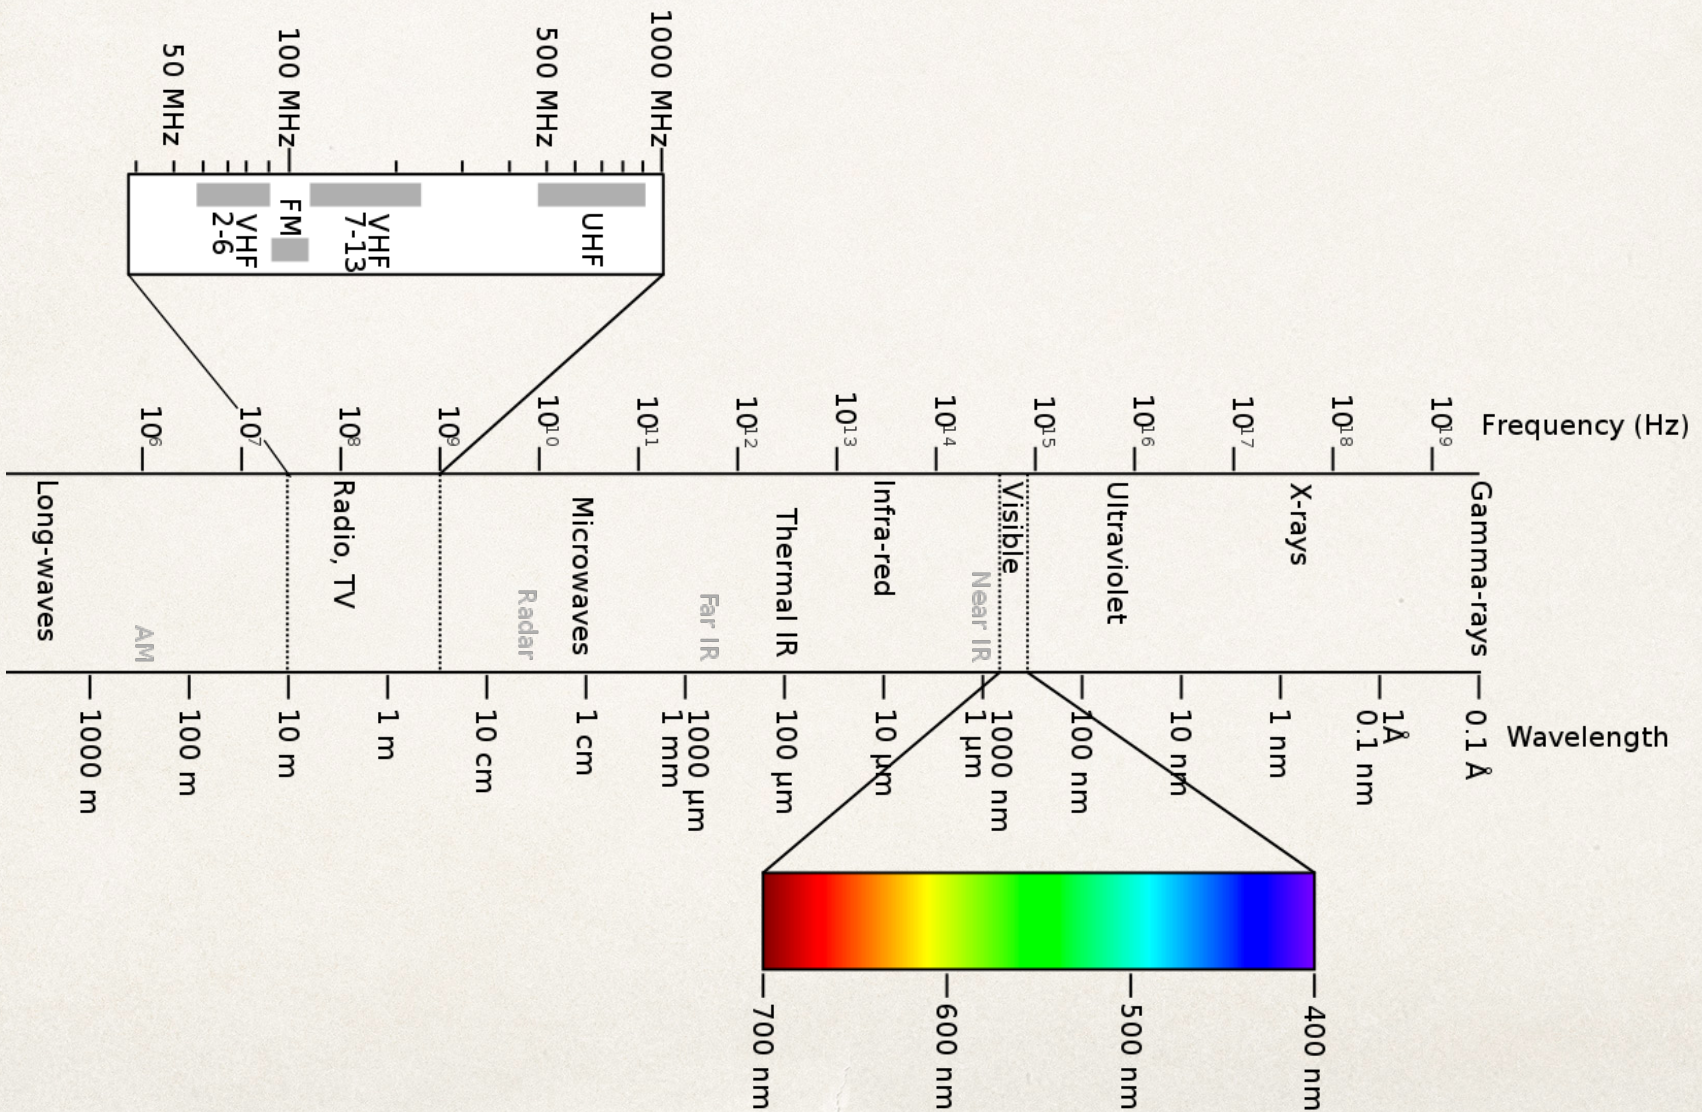 50 MHz
100 MHz
500 MHz
1000 MHz
VHF
2-6
FM
VHF
7-13
UHF
10⁶
10⁷
10⁸
10⁹
10¹⁰
10¹¹
10¹²
10¹³
10¹⁴
10¹⁵
10¹⁶
10¹⁷
10¹⁸
10¹⁹
Frequency (Hz)
Long-waves
AM
Radio, TV
Radar
Microwaves
Far IR
Thermal IR
Infra-red
Near IR
Visible
Ultraviolet
X-rays
Gamma-rays
1000 m
100 m
10 m
1 m
10 cm
1 cm
1000 µm
1 mm
100 µm
10 µm
1000 nm
1 µm
100 nm
10 nm
1 nm
1Å
0.1 nm
0.1 Å
Wavelength
700 nm
600 nm
500 nm
400 nm